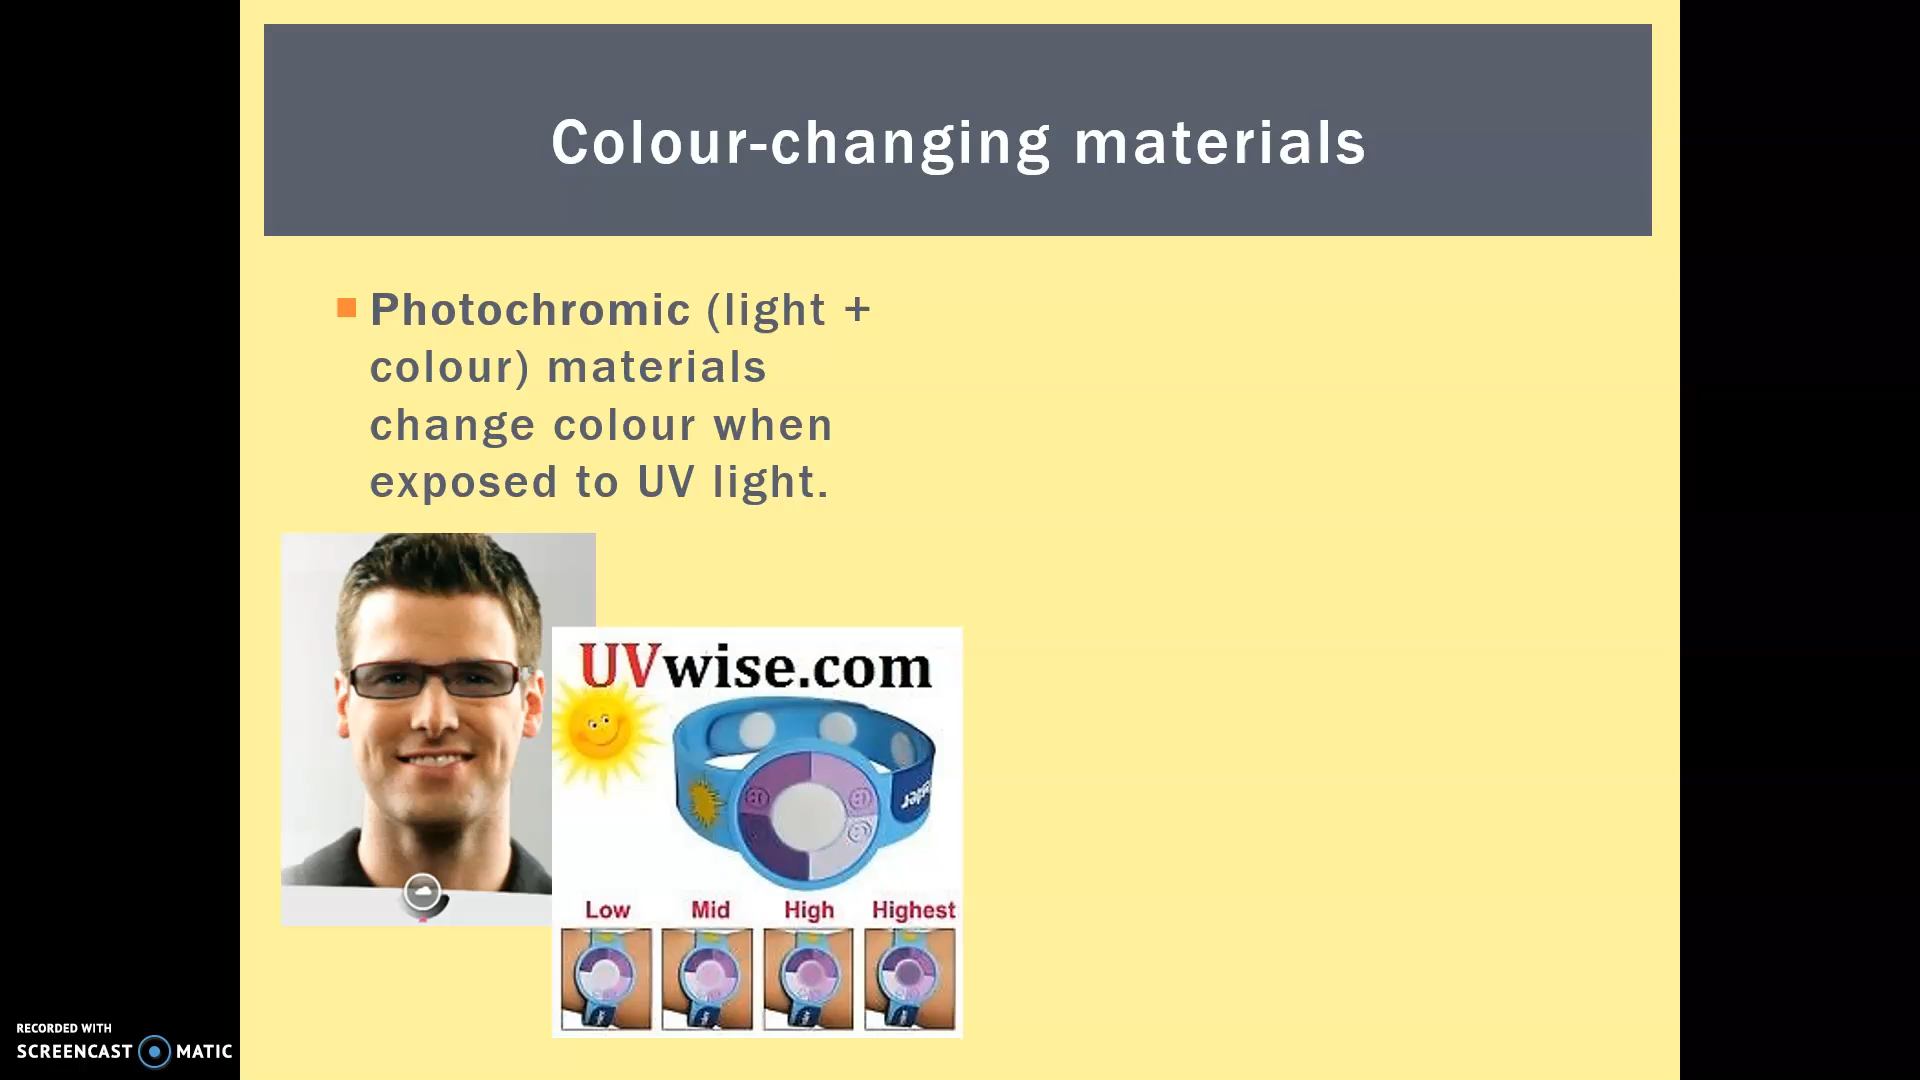 Colour-changing materials
Photochromic (light +
colour) materials
change colour when
exposed to UV light.
UVwise.com
Low Mid High Highest
RECORDED WITH
SCREENCAST MATIC